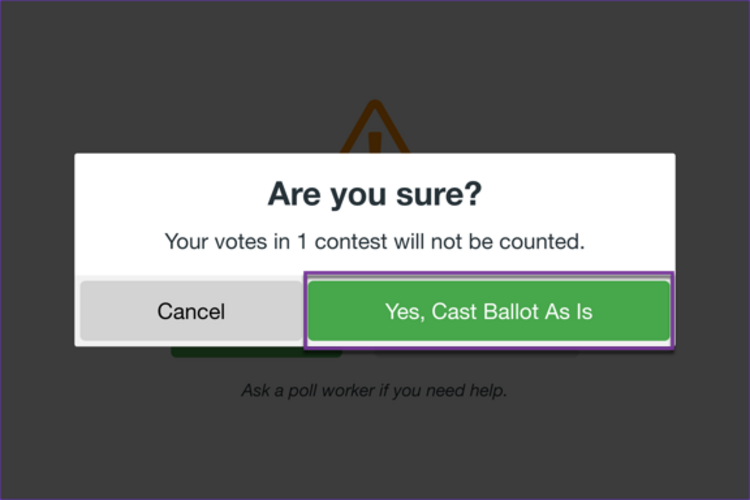 Are you sure?
Your votes in 1 contest will not be counted.
Cancel
Yes, Cast Ballot As Is
Ask a poll worker if you need help.